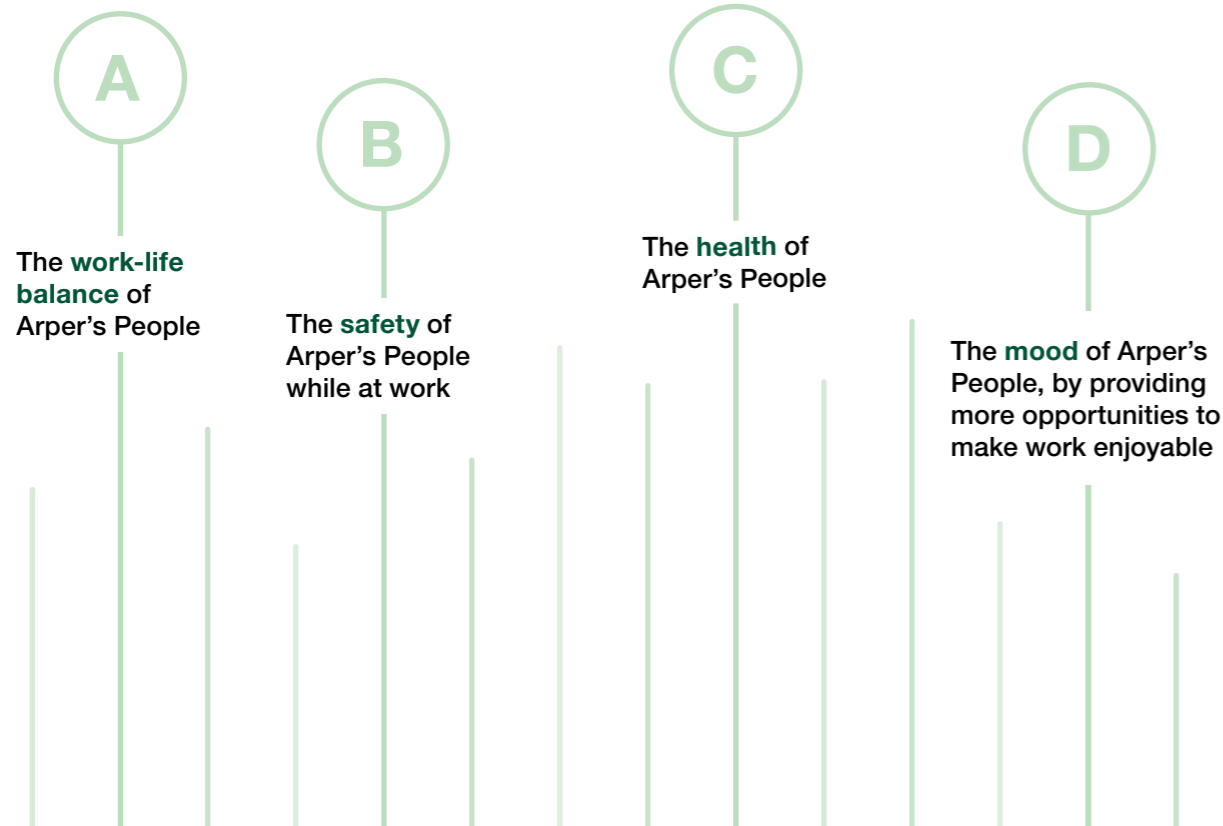 A
The work-life
balance of
Arper’s People
B
The safety of
Arper’s People
while at work
C
The health of
Arper’s People
D
The mood of Arper’s
People, by providing
more opportunities to
make work enjoyable